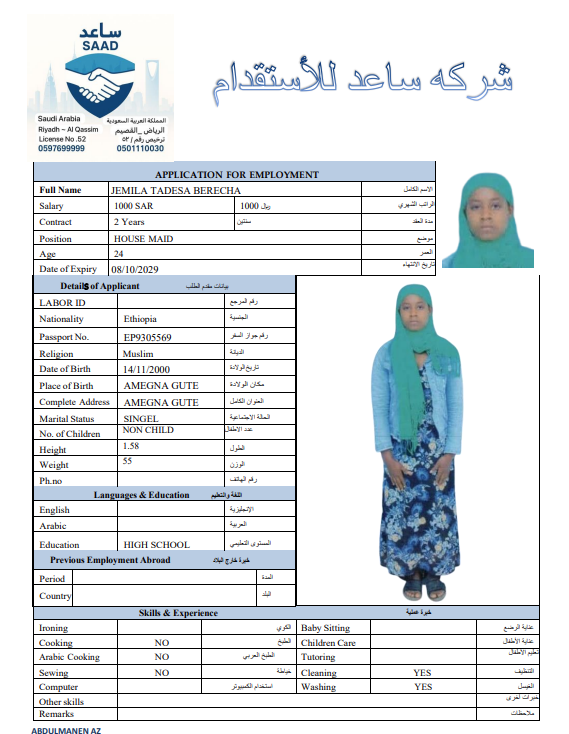 ساعد
SAAD
Saudi Arabia المملكة العربية السعودية
Riyadh ~ Al Qassim الرياض _القصيم
License No .52 ترخيص رقم / ٥٢
0597699999 0501110030
شركه ساعد للأستقدام
APPLICATION FOR EMPLOYMENT
Full Name JEMILA TADESA BERECHA الاسم الكامل
Salary 1000 SAR 1000 ريال الراتب الشهري
Contract 2 Years سنتين مدة العقد
Position HOUSE MAID موضع
Age 24 العمر
Date of Expiry 08/10/2029 تاريخ الانتهاء
Details of Applicant بيانات مقدم الطلب
LABOR ID رقم المرجع
Nationality Ethiopia الجنسية
Passport No. EP9305569 رقم جواز السفر
Religion Muslim الديانة
Date of Birth 14/11/2000 تاريخ الولادة
Place of Birth AMEGNA GUTE مكان الولادة
Complete Address AMEGNA GUTE العنوان الكامل
Marital Status SINGEL الحالة الاجتماعية
No. of Children NON CHILD عدد الاطفال
Height 1.58 الطول
Weight 55 الوزن
Ph.no رقم الهاتف
Languages & Education اللغة والتعليم
English الإنجليزية
Arabic العربية
Education HIGH SCHOOL المستوى التعليمي
Previous Employment Abroad خبرة خارج البلاد
Period المدة
Country البلد
Skills & Experience خبرة عملية
Ironing الكوي Baby Sitting عناية الرضع
Cooking NO الطبخ Children Care عناية الأطفال
Arabic Cooking NO الطبخ العربي Tutoring تعليم الأطفال
Sewing NO خياطة Cleaning YES التنظيف
Computer استخدام الكمبيوتر Washing YES الغسيل
Other skills خبرات اخرى
Remarks ملاحظات
ABDULMANEN AZ